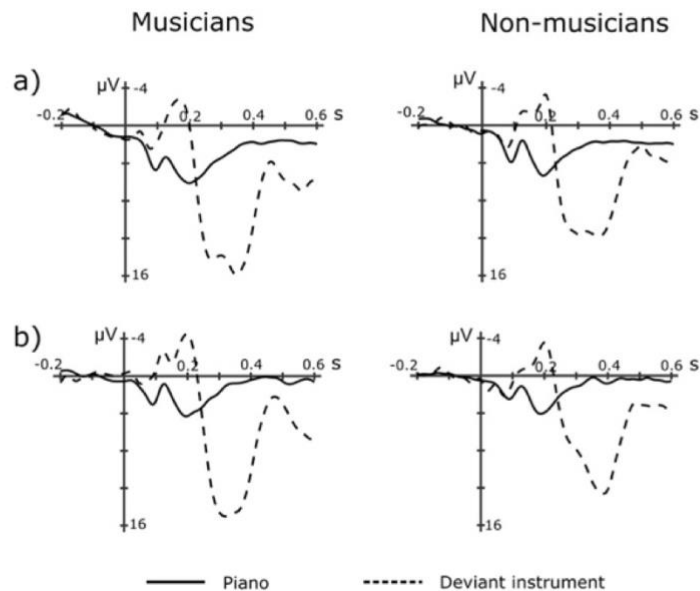 Musicians Non-musicians
a)
µV -4 µV -4
-0.2 0.2 0.4 0.6 s -0.2 0.2 0.4 0.6 s
16 16
b)
µV -4 µV -4
-0.2 0.2 0.4 0.6 s -0.2 0.2 0.4 0.6 s
16 16
Piano Deviant instrument